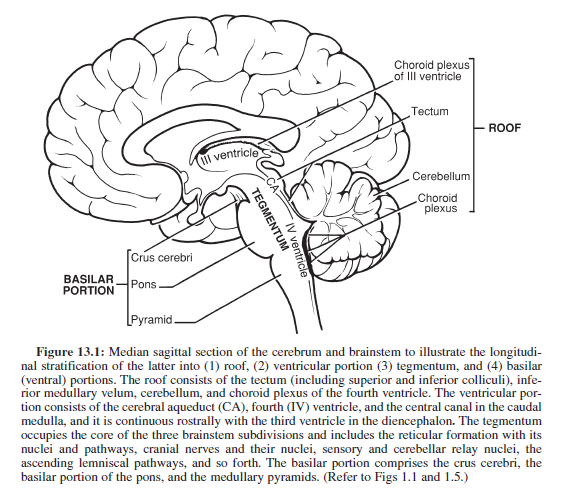 Choroid plexus
of III ventricle
Tectum
ROOF
III ventricle
CA
Cerebellum
TEGMENTUM
IV ventricle
Choroid
plexus
Crus cerebri
BASILAR
PORTION
Pons
Pyramid
Figure 13.1: Median sagittal section of the cerebrum and brainstem to illustrate the longitudi-
nal stratification of the latter into (1) roof, (2) ventricular portion (3) tegmentum, and (4) basilar
(ventral) portions. The roof consists of the tectum (including superior and inferior colliculi), infe-
rior medullary velum, cerebellum, and choroid plexus of the fourth ventricle. The ventricular por-
tion consists of the cerebral aqueduct (CA), fourth (IV) ventricle, and the central canal in the caudal
medulla, and it is continuous rostrally with the third ventricle in the diencephalon. The tegmentum
occupies the core of the three brainstem subdivisions and includes the reticular formation with its
nuclei and pathways, cranial nerves and their nuclei, sensory and cerebellar relay nuclei, the
ascending lemniscal pathways, and so forth. The basilar portion comprises the crus cerebri, the
basilar portion of the pons, and the medullary pyramids. (Refer to Figs 1.1 and 1.5.)